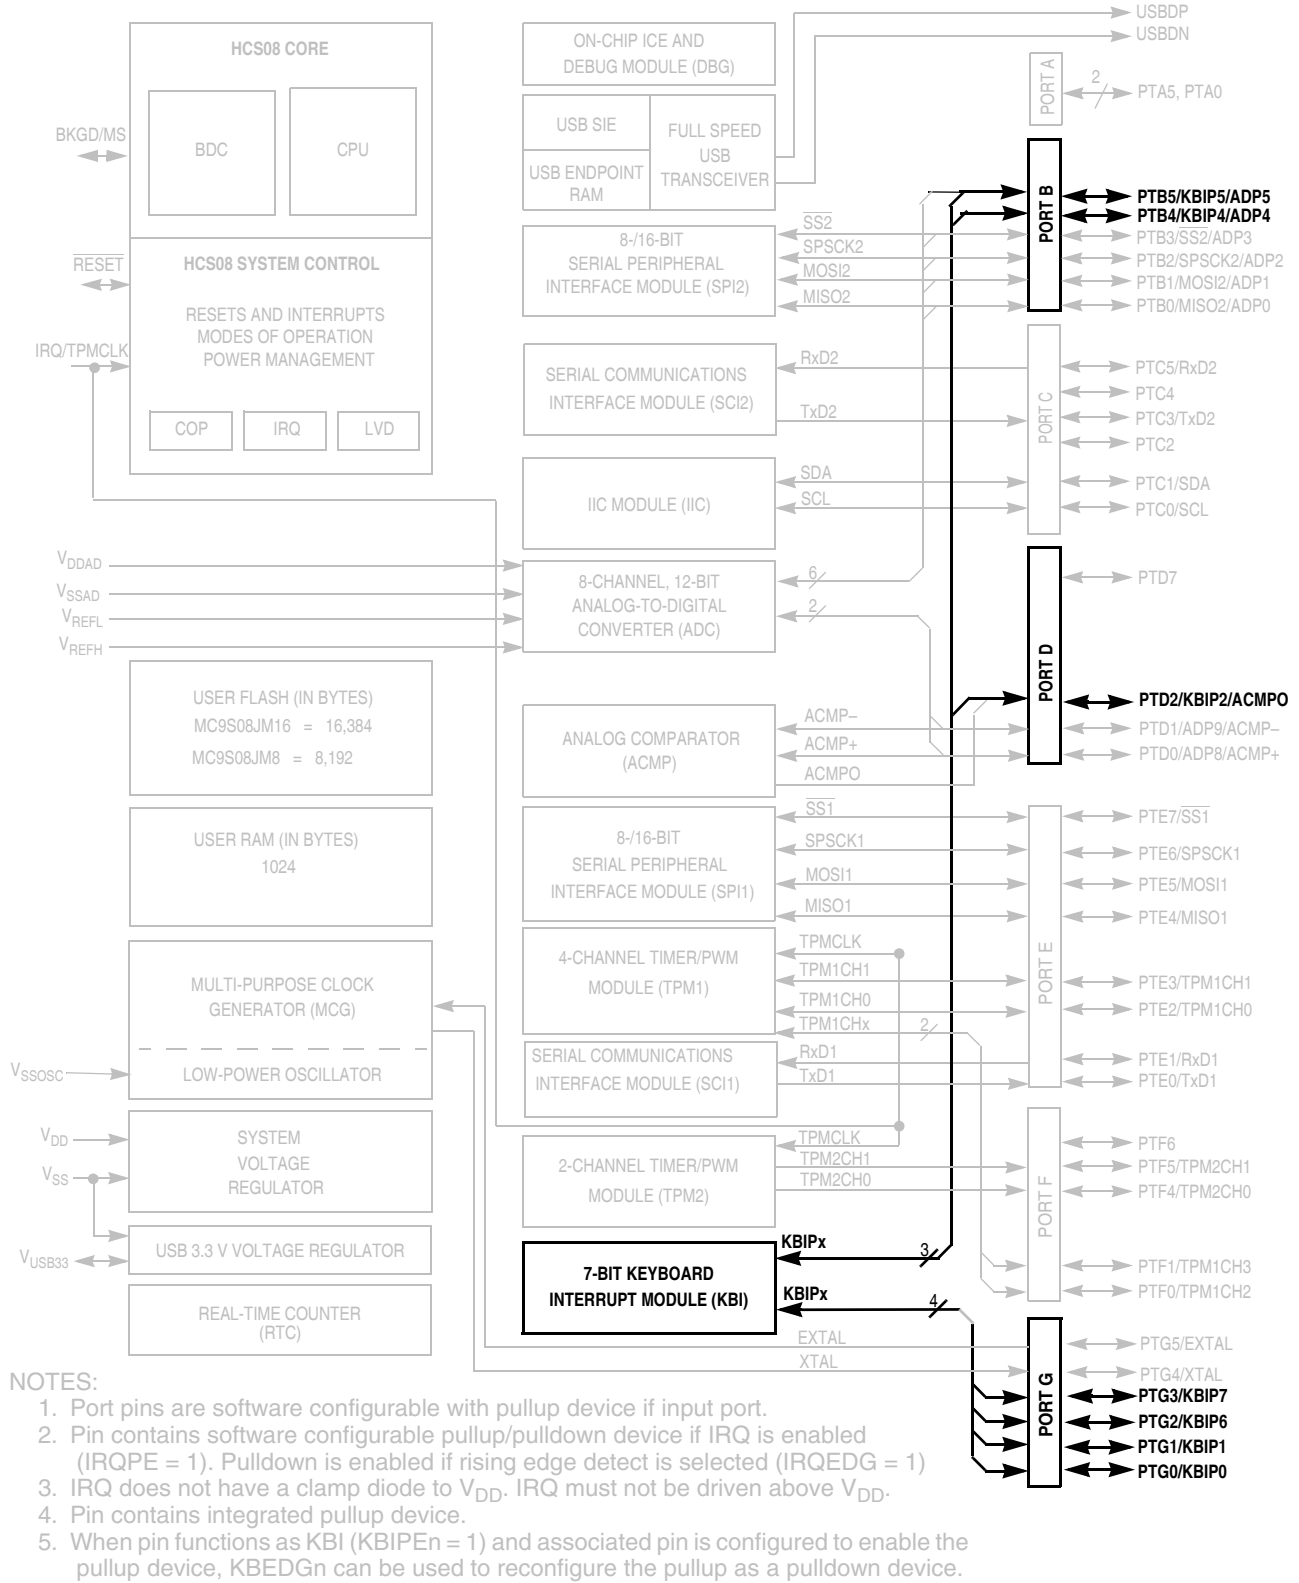 USBDP
USBDN
HCS08 CORE
ON-CHIP ICE AND
DEBUG MODULE (DBG)
PORT A
2
PTA5, PTA0
BKGD/MS
BDC
CPU
USB SIE
USB ENDPOINT
RAM
FULL SPEED
USB
TRANSCEIVER
PORT B
PTB5/KBIP5/ADP5
PTB4/KBIP4/ADP4
PTB3/SS2/ADP3
PTB2/SPSCK2/ADP2
PTB1/MOSI2/ADP1
PTB0/MISO2/ADP0
8-/16-BIT
SERIAL PERIPHERAL
INTERFACE MODULE (SPI2)
SS2
SPSCK2
MOSI2
MISO2
RESET
HCS08 SYSTEM CONTROL
RESETS AND INTERRUPTS
MODES OF OPERATION
POWER MANAGEMENT
IRQ/TPMCLK
COP
IRQ
LVD
SERIAL COMMUNICATIONS
INTERFACE MODULE (SCI2)
RxD2
TxD2
PORT C
PTC5/RxD2
PTC4
PTC3/TxD2
PTC2
PTC1/SDA
PTC0/SCL
IIC MODULE (IIC)
SDA
SCL
VDDAD
VSSAD
VREFL
VREFH
8-CHANNEL, 12-BIT
ANALOG-TO-DIGITAL
CONVERTER (ADC)
6
2
PORT D
PTD7
PTD2/KBIP2/ACMPO
PTD1/ADP9/ACMP–
PTD0/ADP8/ACMP+
USER FLASH (IN BYTES)
MC9S08JM16 = 16,384
MC9S08JM8 = 8,192
ANALOG COMPARATOR
(ACMP)
ACMP–
ACMP+
ACMPO
USER RAM (IN BYTES)
1024
8-/16-BIT
SERIAL PERIPHERAL
INTERFACE MODULE (SPI1)
SS1
SPSCK1
MOSI1
MISO1
PORT E
PTE7/SS1
PTE6/SPSCK1
PTE5/MOSI1
PTE4/MISO1
PTE3/TPM1CH1
PTE2/TPM1CH0
PTE1/RxD1
PTE0/TxD1
MULTI-PURPOSE CLOCK
GENERATOR (MCG)
LOW-POWER OSCILLATOR
VSSOSC
4-CHANNEL TIMER/PWM
MODULE (TPM1)
TPMCLK
TPM1CH1
TPM1CH0
TPM1CHx
2
SERIAL COMMUNICATIONS
INTERFACE MODULE (SCI1)
RxD1
TxD1
VDD
VSS
SYSTEM
VOLTAGE
REGULATOR
2-CHANNEL TIMER/PWM
MODULE (TPM2)
TPMCLK
TPM2CH1
TPM2CH0
PORT F
PTF6
PTF5/TPM2CH1
PTF4/TPM2CH0
PTF1/TPM1CH3
PTF0/TPM1CH2
VUSB33
USB 3.3 V VOLTAGE REGULATOR
REAL-TIME COUNTER
(RTC)
7-BIT KEYBOARD
INTERRUPT MODULE (KBI)
KBIPx
3
KBIPx
4
EXTAL
XTAL
PORT G
PTG5/EXTAL
PTG4/XTAL
PTG3/KBIP7
PTG2/KBIP6
PTG1/KBIP1
PTG0/KBIP0
NOTES:
1. Port pins are software configurable with pullup device if input port.
2. Pin contains software configurable pullup/pulldown device if IRQ is enabled
(IRQPE = 1). Pulldown is enabled if rising edge detect is selected (IRQEDG = 1)
3. IRQ does not have a clamp diode to VDD. IRQ must not be driven above VDD.
4. Pin contains integrated pullup device.
5. When pin functions as KBI (KBIPEn = 1) and associated pin is configured to enable the
pullup device, KBEDGn can be used to reconfigure the pullup as a pulldown device.